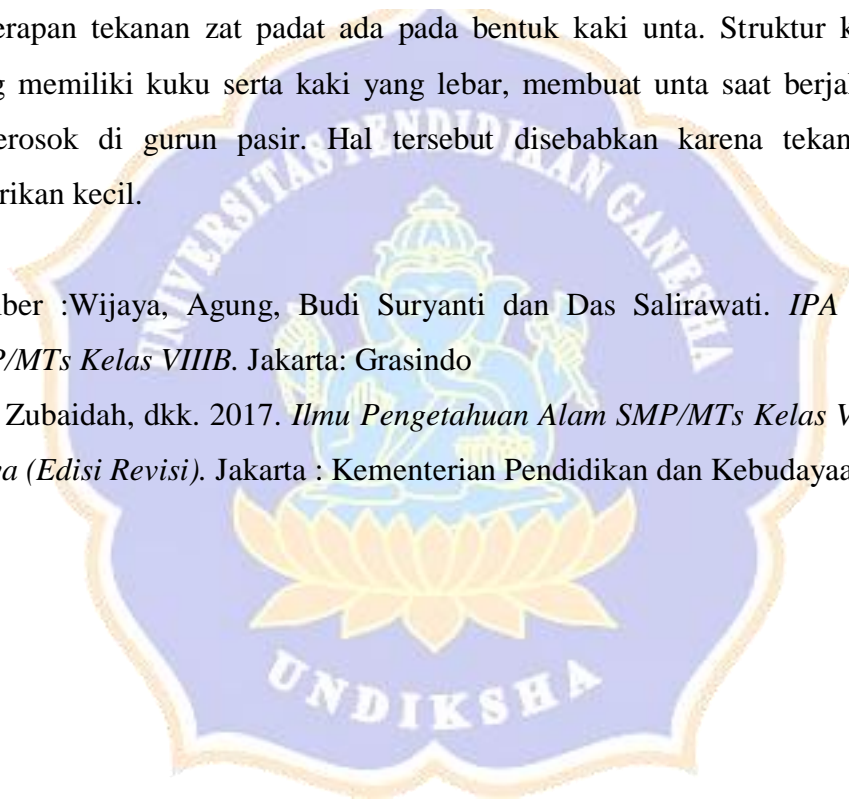 erapan tekanan zat padat ada pada bentuk kaki unta. Struktur k
g memiliki kuku serta kaki yang lebar, membuat unta saat berjal
erosok di gurun pasir. Hal tersebut disebabkan karena tekan
rikan kecil.
ber :Wijaya, Agung, Budi Suryanti dan Das Salirawati. IPA
P/MTs Kelas VIIIB. Jakarta: Grasindo
Zubaidah, dkk. 2017. Ilmu Pengetahuan Alam SMP/MTs Kelas V
a (Edisi Revisi). Jakarta : Kementerian Pendidikan dan Kebudayaa
UNIVERSITAS PENDIDIKAN GANESHA
UNDIKSHA